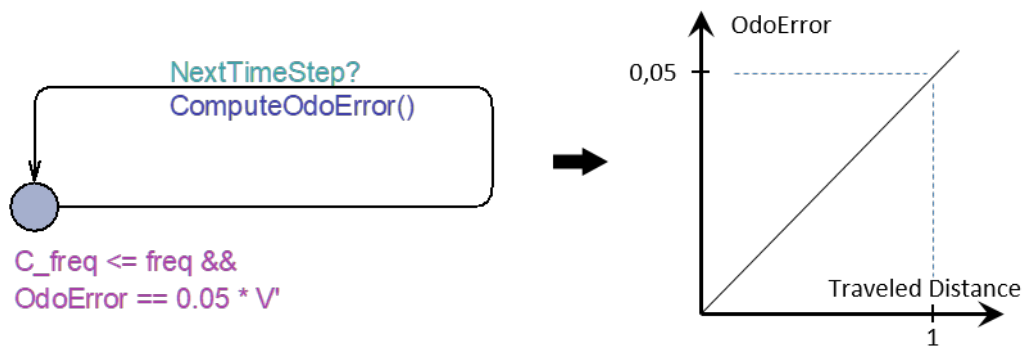 NextTimeStep?
ComputeOdoError()
C_freq <= freq &&
OdoError == 0.05 * V'
OdoError
0,05
Traveled Distance
1